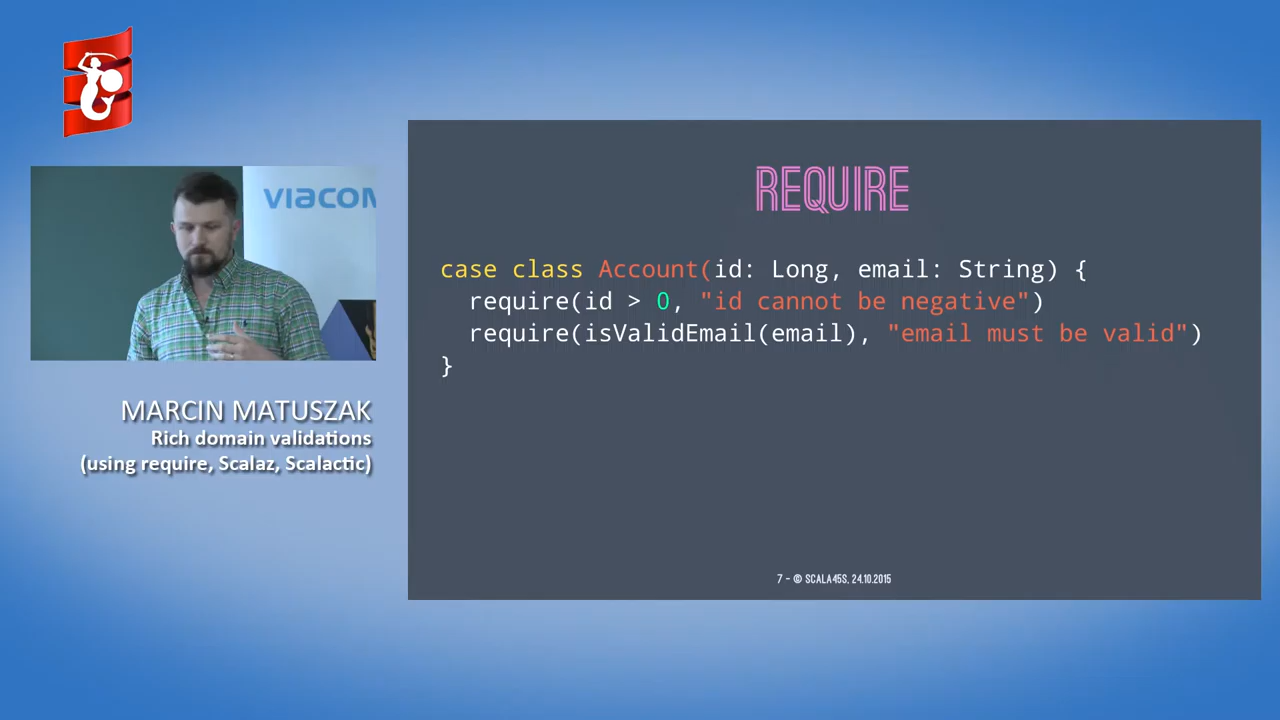 VIACOM
MARCIN MATUSZAK
Rich domain validations
(using require, Scalaz, Scalactic)
REQUIRE
case class Account(id: Long, email: String) {
  require(id > 0, "id cannot be negative")
  require(isValidEmail(email), "email must be valid")
}
7 - © SCALA45S, 24.10.2015